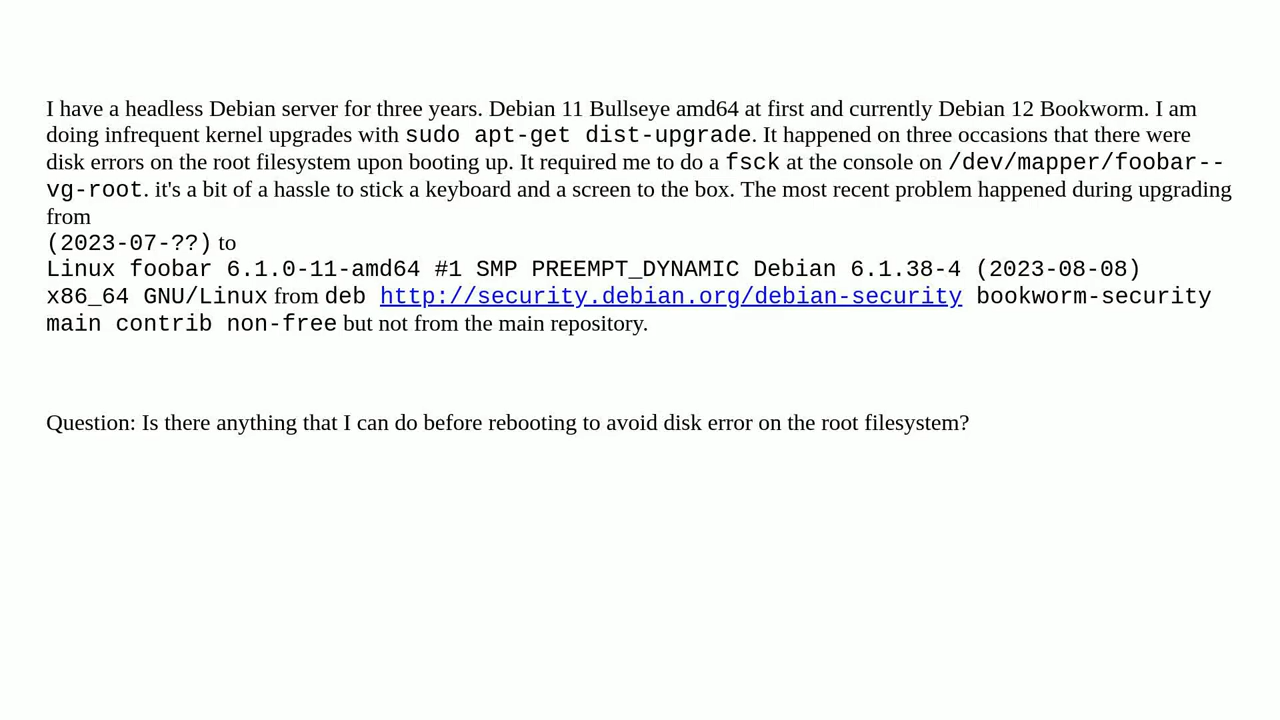 I have a headless Debian server for three years. Debian 11 Bullseye amd64 at first and currently Debian 12 Bookworm. I am
doing infrequent kernel upgrades with sudo apt-get dist-upgrade. It happened on three occasions that there were
disk errors on the root filesystem upon booting up. It required me to do a fsck at the console on /dev/mapper/foobar--
vg-root. it's a bit of a hassle to stick a keyboard and a screen to the box. The most recent problem happened during upgrading
from
(2023-07-??) to
Linux foobar 6.1.0-11-amd64 #1 SMP PREEMPT_DYNAMIC Debian 6.1.38-4 (2023-08-08)
x86_64 GNU/Linux from deb http://security.debian.org/debian-security bookworm-security
main contrib non-free but not from the main repository.
Question: Is there anything that I can do before rebooting to avoid disk error on the root filesystem?